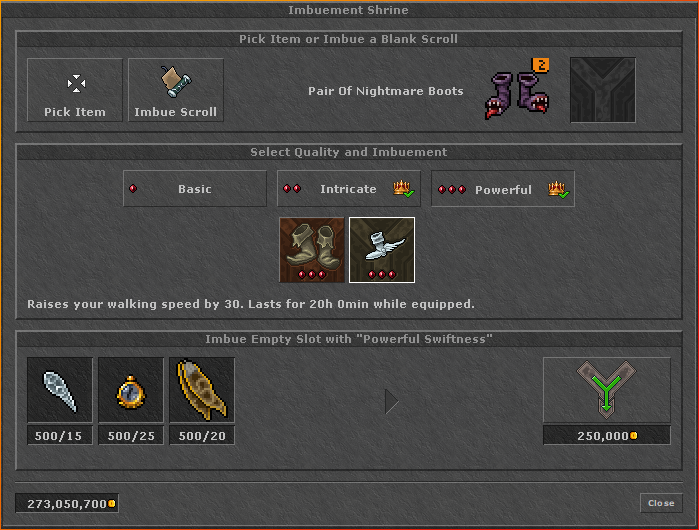 Imbuement Shrine
Pick Item or Imbue a Blank Scroll
Pick Item
Imbue Scroll
Pair Of Nightmare Boots
2
Select Quality and Imbuement
Basic
Intricate
Powerful
Raises your walking speed by 30. Lasts for 20h 0min while equipped.
Imbue Empty Slot with "Powerful Swiftness"
500/15
500/25
500/20
250,000
273,050,700
Close